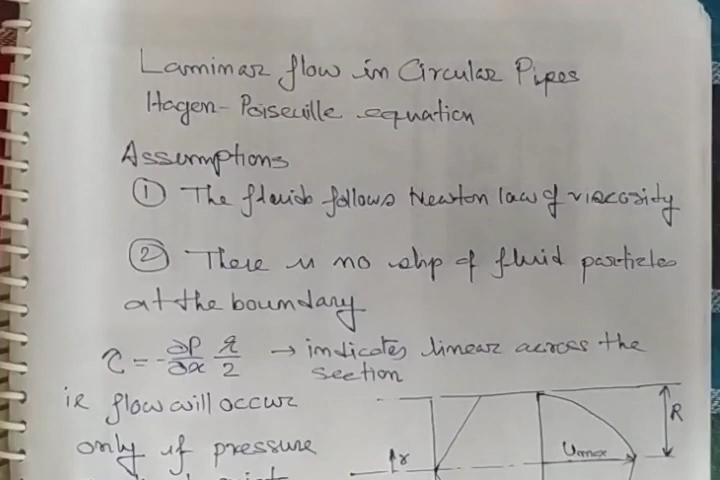 Laminar flow in Circular Pipes
Hagen-Poiseuille equation
Assumptions
① The fluid follows Newton law of viscosity
② There is no slip of fluid particles
at the boundary
τ = -∂P/∂x r/2 → indicates linear across the
section
ie flow will occur
only if pressure
R
r
Umax